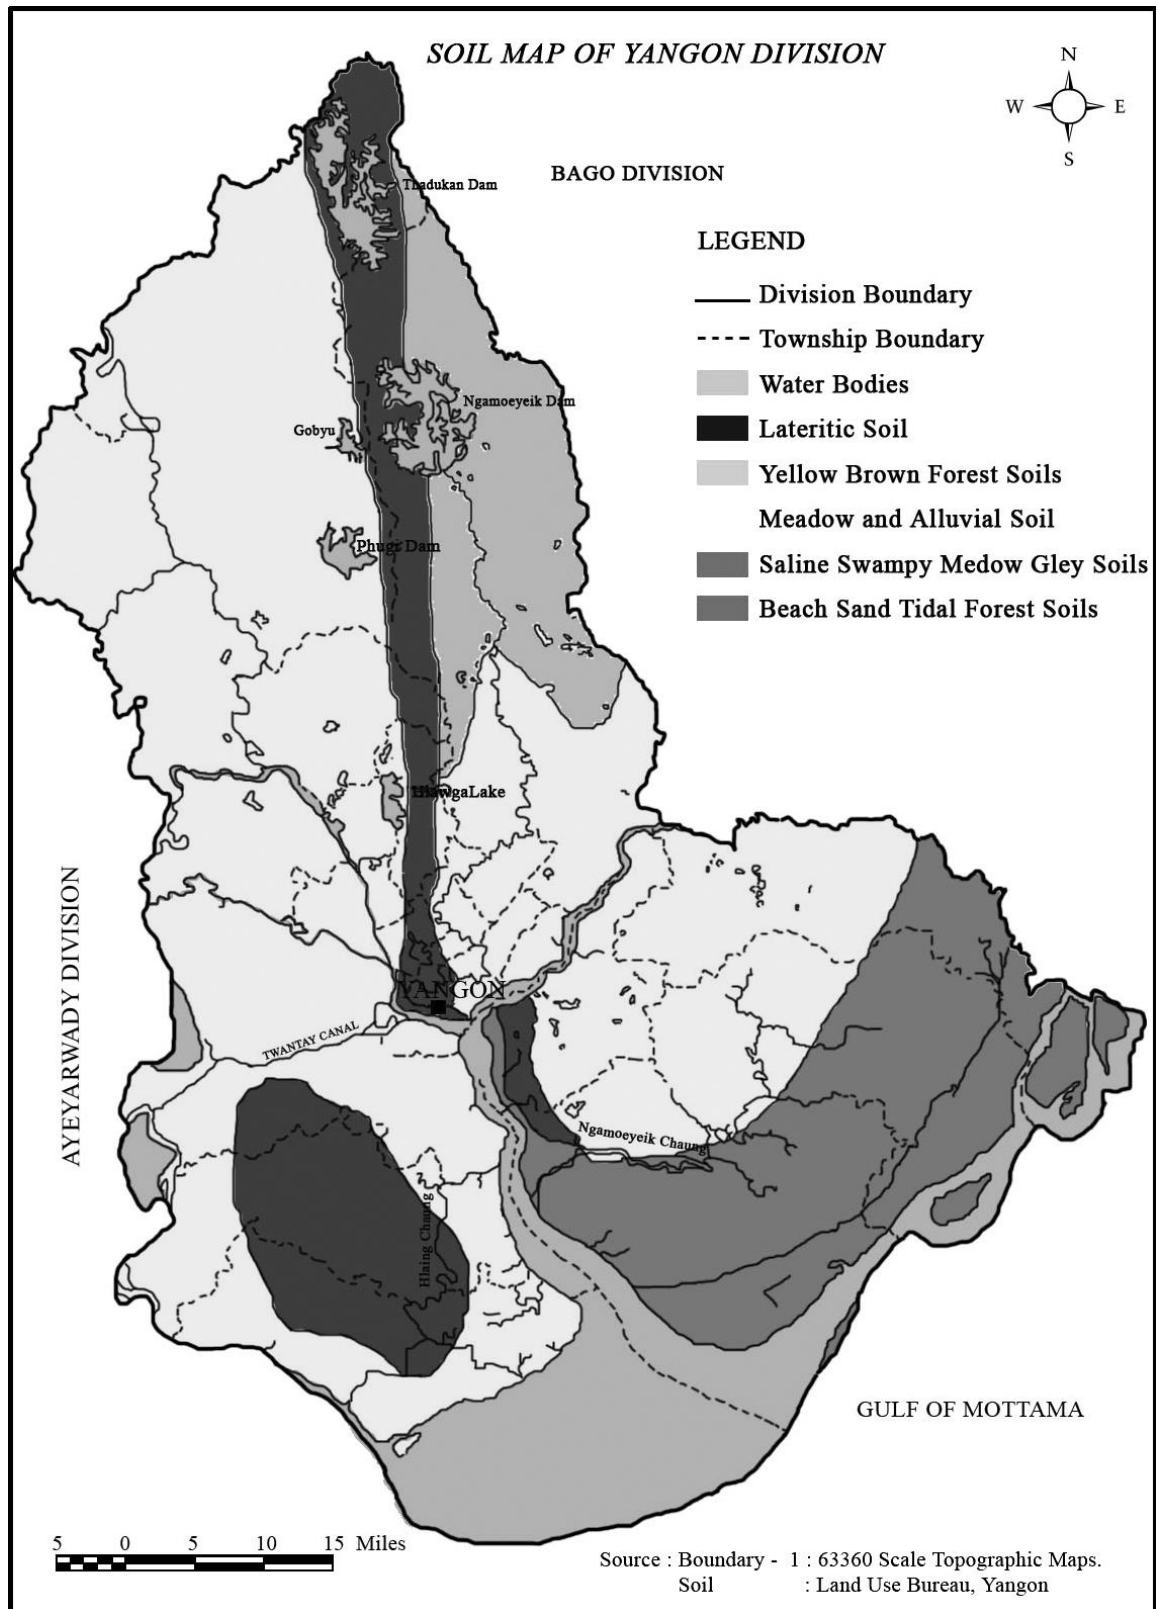 SOIL MAP OF YANGON DIVISION
N
W E
S
BAGO DIVISION
Thadukan Dam
LEGEND
Division Boundary
Township Boundary
Water Bodies
Lateritic Soil
Yellow Brown Forest Soils
Meadow and Alluvial Soil
Saline Swampy Medow Gley Soils
Beach Sand Tidal Forest Soils
Ngamoeyeik Dam
Gobyu
Phugi Dam
Lake
AYEYARWADY DIVISION
YANGON
TWANTAY CANAL
Ngamoeyeik Chaung
Hlaing Chaung
GULF OF MOTTAMA
5 0 5 10 15 Miles
Source : Boundary - 1 : 63360 Scale Topographic Maps.
Soil : Land Use Bureau, Yangon